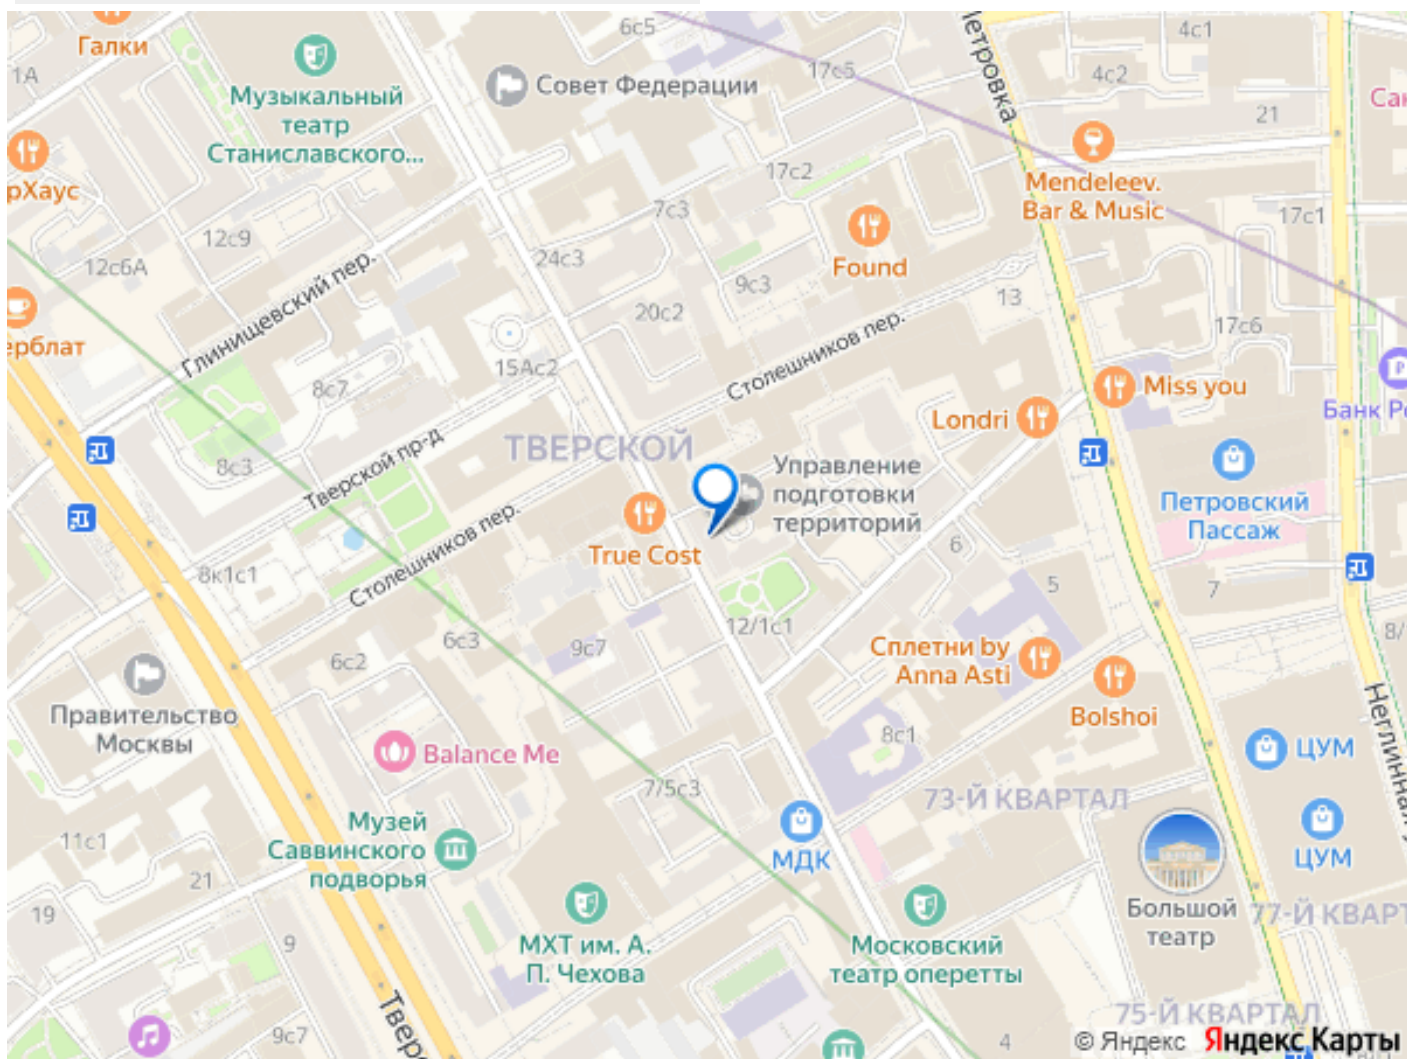 Галки
6с5
4с1
1А
Музыкальный
театр
Станиславского...
Совет Федерации
17с5
Петровка
4с2
21
Mendeleev.
Bar & Music
17с2
7с3
17с1
12с9
12с6А
24с3
Found
9с3
13
20с2
17с6
Глинищевский пер.
Столешников пер.
15Ас2
8с7
Miss you
Londri
ТВЕРСКОЙ
Тверской пр-д
8с3
Управление
подготовки
территорий
Петровский
Пассаж
Столешников пер.
True Cost
6
5
7
8к1с1
12/1с1
6с3
6с2
9с7
Сплетни by
Anna Asti
Bolshoi
Правительство
Москвы
Balance Me
8с1
ЦУМ
7/5с3
73-Й КВАРТАЛ
Музей
Саввинского
подворья
МДК
ЦУМ
11с1
21
19
9
Большой
театр
МХТ им. А.
П. Чехова
Московский
театр оперетты
75-Й КВАРТАЛ
9с7
4
© Яндекс Яндекс Карты